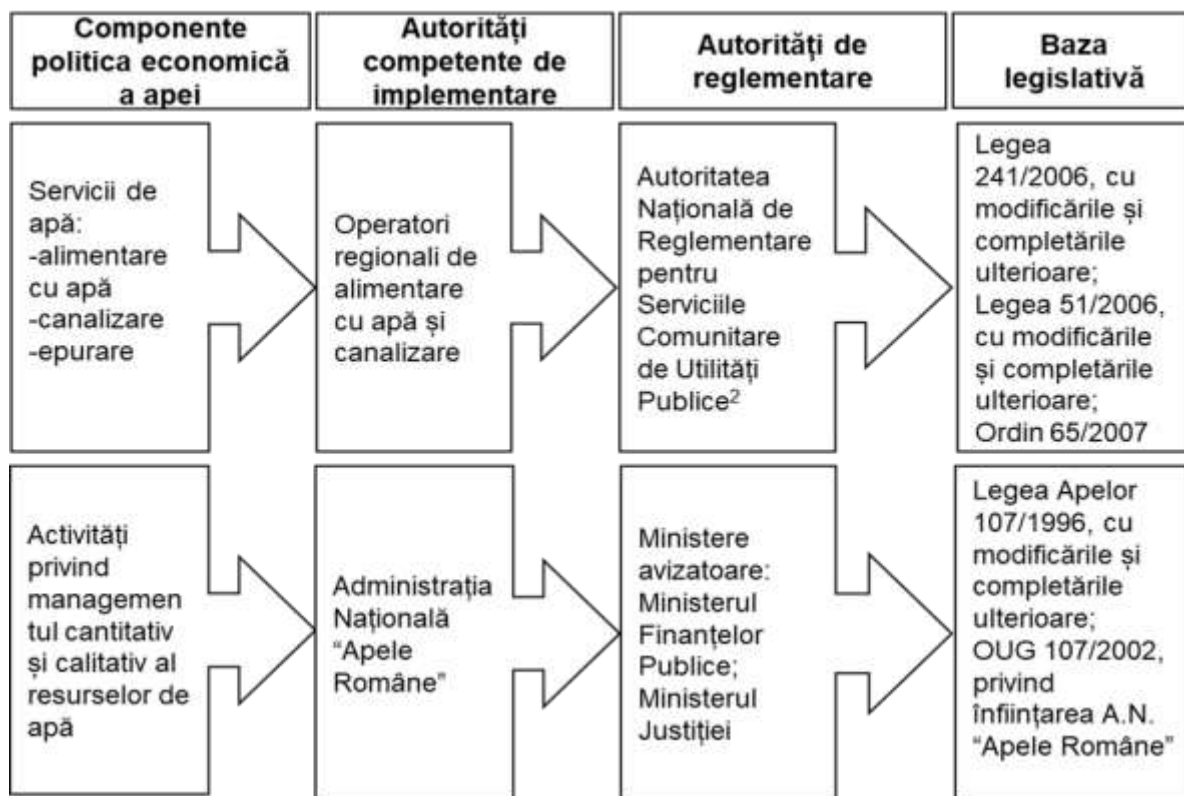 Componente
politica economică
a apei
Autorități
competente de
implementare
Autorități de
reglementare
Baza
legislativă
Servicii de
apă:
-alimentare
cu apă
-canalizare
-epurare
Operatori
regionali de
alimentare
cu apă și
canalizare
Autoritatea
Națională de
Reglementare
pentru
Serviciile
Comunitare
de Utilități
Publice²
Legea
241/2006, cu
modificările și
completările
ulterioare;
Legea 51/2006,
cu modificările
și completările
ulterioare;
Ordin 65/2007
Activități
privind
managemen
tul cantitativ
și calitativ al
resurselor de
apă
Administrația
Națională
“Apele
Române”
Ministere
avizatoare:
Ministerul
Finanțelor
Publice;
Ministerul
Justiției
Legea Apelor
107/1996, cu
modificările și
completările
ulterioare;
OUG 107/2002,
privind
înființarea A.N.
“Apele Române”